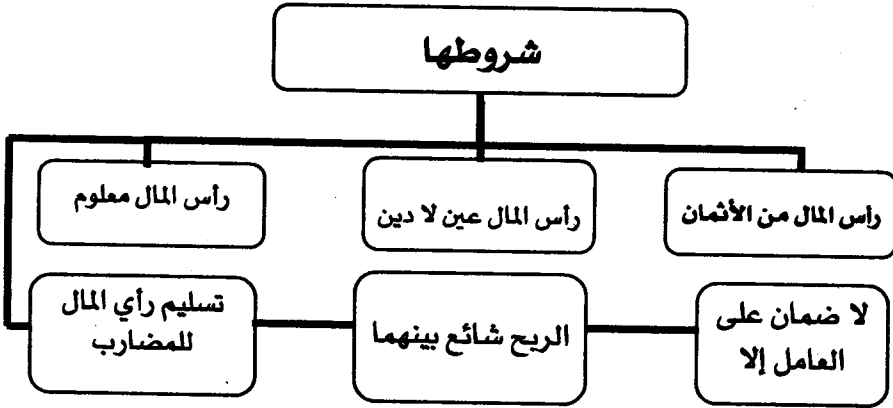 شروطها
رأس المال من الأثمان
رأس المال عين لا دين
رأس المال معلوم
لا ضمان على
العامل إلا
الربح شائع بينهما
تسليم رأي المال
للمضارب